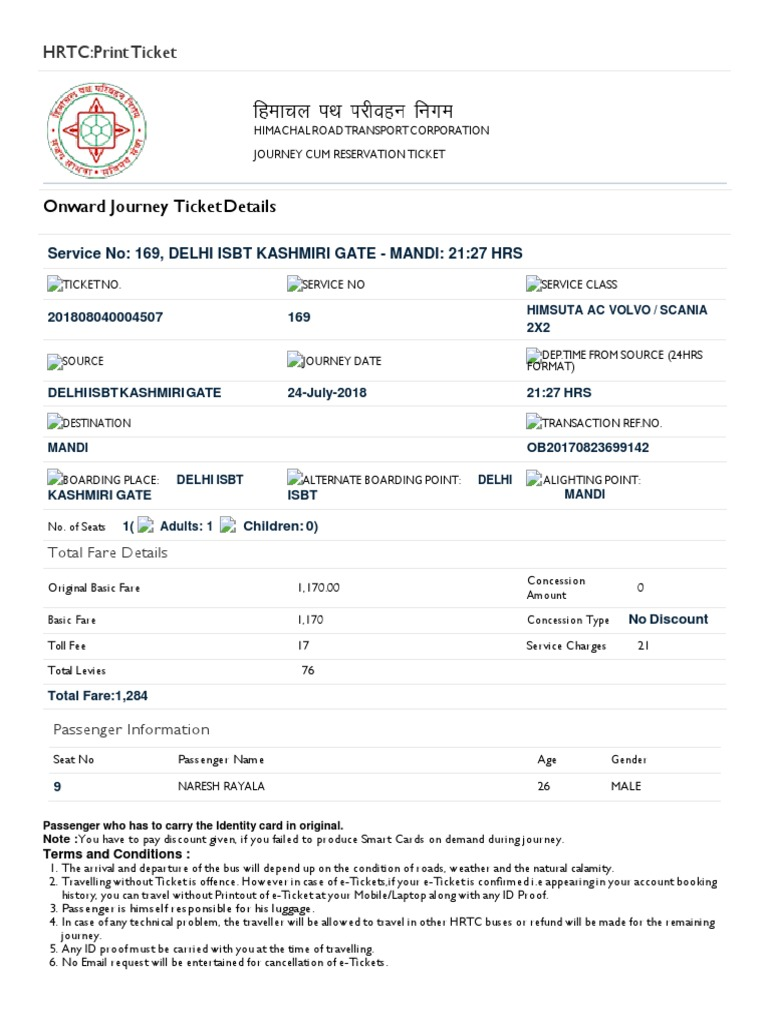 HRTC:Print Ticket
हिमाचल पथ परिवहन निगम
हिमाचल पथ परीवहन निगम
HIMACHAL ROAD TRANSPORT CORPORATION
JOURNEY CUM RESERVATION TICKET
Onward Journey Ticket Details
Service No: 169, DELHI ISBT KASHMIRI GATE - MANDI: 21:27 HRS
TICKET NO. SERVICE NO SERVICE CLASS
201808040004507 169 HIMSUTA AC VOLVO / SCANIA
2X2
SOURCE JOURNEY DATE DEP.TIME FROM SOURCE (24HRS
FORMAT)
DELHI ISBT KASHMIRI GATE 24-July-2018 21:27 HRS
DESTINATION TRANSACTION REF.NO.
MANDI OB20170823699142
BOARDING PLACE: DELHI ISBT ALTERNATE BOARDING POINT: DELHI ALIGHTING POINT:
KASHMIRI GATE ISBT MANDI
No. of Seats 1( Adults: 1 Children: 0)
Total Fare Details
Original Basic Fare 1,170.00 Concession
Amount 0
Basic Fare 1,170 Concession Type No Discount
Toll Fee 17 Service Charges 21
Total Levies 76
Total Fare:1,284
Passenger Information
Seat No Passenger Name Age Gender
9 NARESH RAYALA 26 MALE
Passenger who has to carry the Identity card in original.
Note :You have to pay discount given, if you failed to produce Smart Cards on demand during journey.
Terms and Conditions :
1. The arrival and departure of the bus will depend up on the condition of roads, weather and the natural calamity.
2. Travelling without Ticket is offence. However in case of e-Tickets,if your e-Ticket is confirmed i.e appearing in your account booking
history, you can travel without Printout of e-Ticket at your Mobile/Laptop along with any ID Proof.
3. Passenger is himself responsible for his luggage.
4. In case of any technical problem, the traveller will be allowed to travel in other HRTC buses or refund will be made for the remaining
journey.
5. Any ID proof must be carried with you at the time of travelling.
6. No Email request will be entertained for cancellation of e-Tickets.